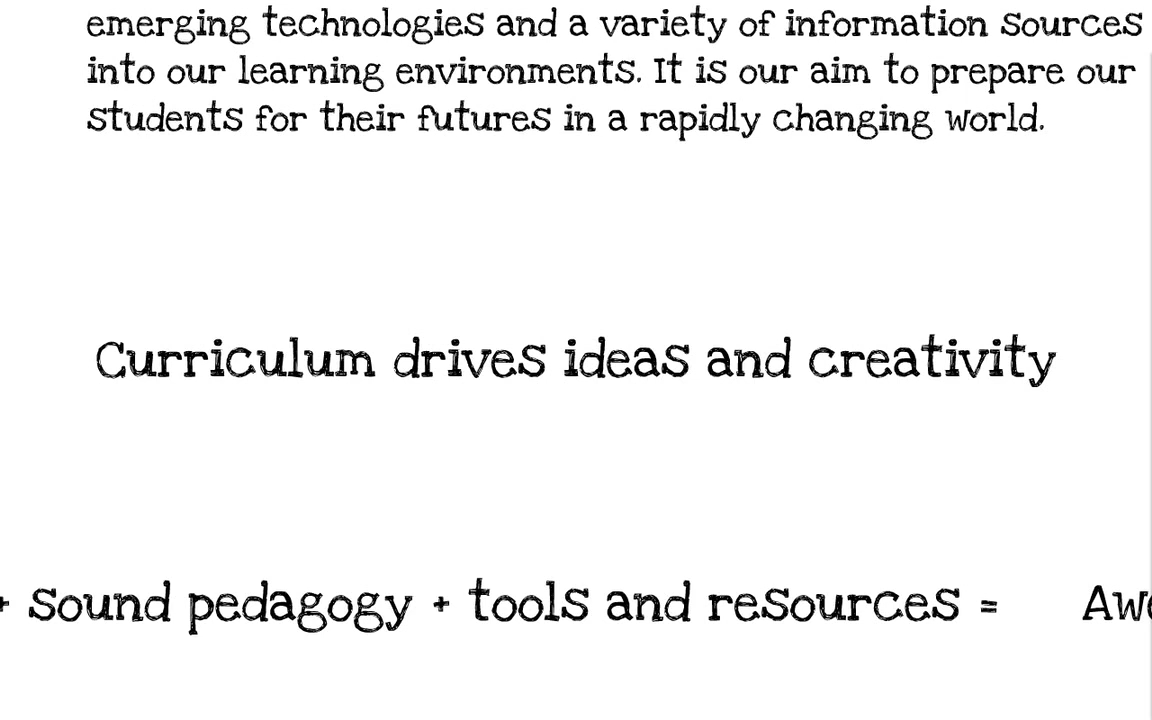 emerging technologies and a variety of information sources
into our learning environments. It is our aim to prepare our
students for their futures in a rapidly changing world.
Curriculum drives ideas and creativity
+ sound pedagogy + tools and resources =